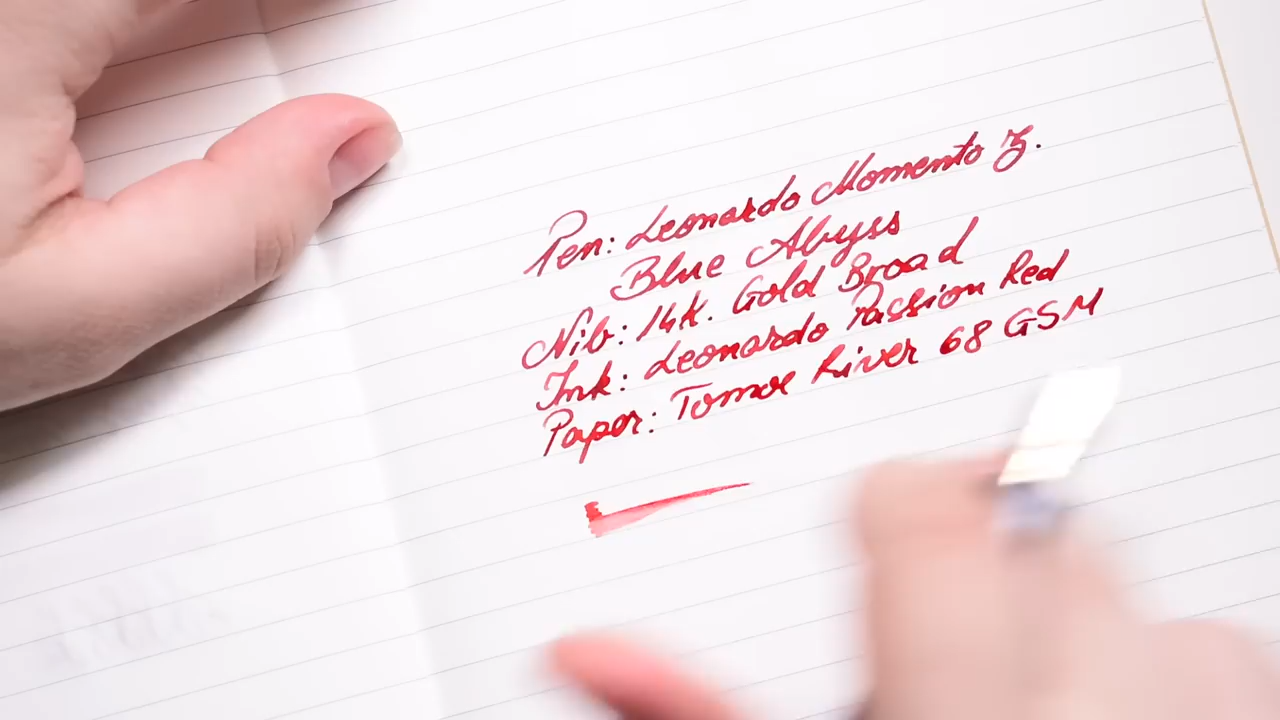 Pen: Leonardo Momento Z.
Blue Abyss
Nib: 14K. Gold Broad
Ink: Leonardo Passion Red
Paper: Tomoe River 68 GSM